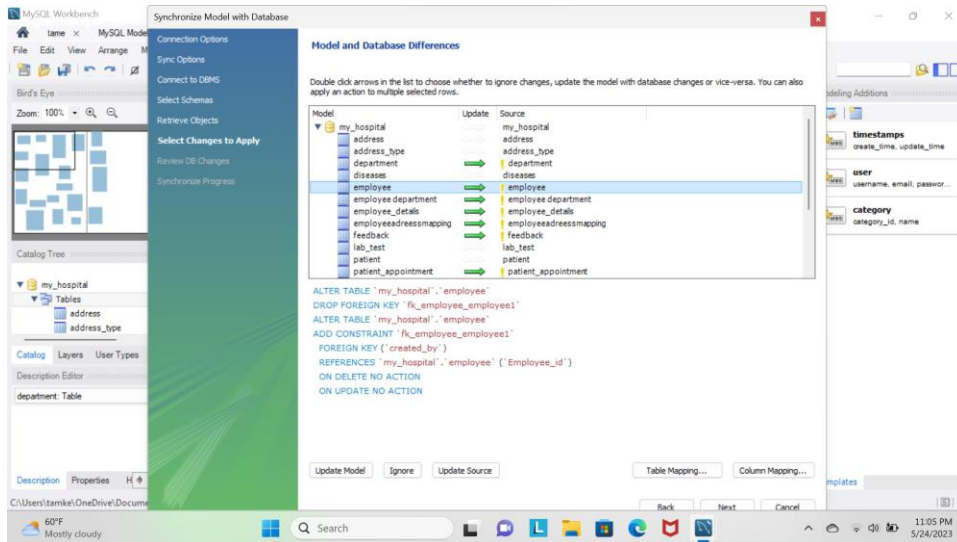 MySQL Workbench
tame × MySQL Mode
File Edit View Arrange M
Bird's Eye
Zoom: 100%
Catalog Tree
my_hospital
Tables
address
address_type
Catalog Layers User Types
Description Editor
department: Table
Description Properties H
C:\Users\tamke\OneDrive\Docume
Synchronize Model with Database
Connection Options
Sync Options
Connect to DBMS
Select Schemas
Retrieve Objects
Select Changes to Apply
Review DB Changes
Synchronize Progress
Model and Database Differences
Double click arrows in the list to choose whether to ignore changes, update the model with database changes or vice-versa. You can also
apply an action to multiple selected rows.
Model Update Source
my_hospital my_hospital
address address
address_type address_type
department department
diseases diseases
employee employee
employee department employee department
employee_details employee_details
employeeadreessmapping employeeadreessmapping
feedback feedback
lab_test lab_test
patient patient
patient_appointment patient_appointment
ALTER TABLE `my_hospital`.`employee`
DROP FOREIGN KEY `fk_employee_employee1`
ALTER TABLE `my_hospital`.`employee`
ADD CONSTRAINT `fk_employee_employee1`
FOREIGN KEY (`created_by`)
REFERENCES `my_hospital`.`employee` (`Employee_id`)
ON DELETE NO ACTION
ON UPDATE NO ACTION
Update Model Ignore Update Source Table Mapping... Column Mapping...
Back Next Cancel
odeling Additions
timestamps
create_time, update_time
user
username, email, passwor...
category
category_id, name
mplates
60°F
Mostly cloudy
Search
11:05 PM
5/24/2023